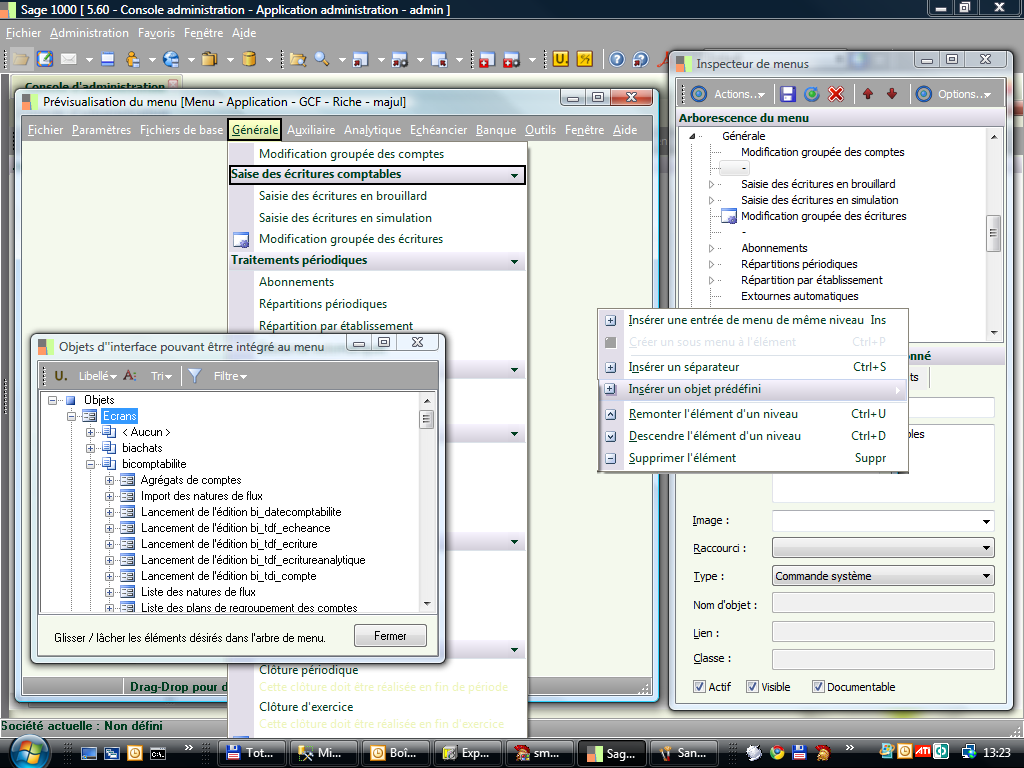 Sage 1000 [ 5.60 - Console administration - Application administration - admin ]
Fichier Administration Favoris Fenêtre Aide
Console d'administration
Prévisualisation du menu [Menu - Application - GCF - Riche - majul]
Fichier Paramètres Fichiers de base Générale Auxiliaire Analytique Echéancier Banque Outils Fenêtre Aide
Modification groupée des comptes
Saise des écritures comptables
Saisie des écritures en brouillard
Saisie des écritures en simulation
Modification groupée des écritures
Traitements périodiques
Abonnements
Répartitions périodiques
Répartition par établissement
Clôture périodique
Cette clôture doit être réalisée en fin de période
Clôture d'exercice
Cette clôture doit être réalisée en fin d'exercice
Drag-Drop pour d
Objets d''interface pouvant êtrre intégré au menu
U. Libellé A: Tri Filtre
Objets
Ecrans
< Aucun >
biachats
bicomptabilite
Agrégats de comptes
Import des natures de flux
Lancement de l'édition bi_datecomptabilite
Lancement de l'édition bi_tdf_echeance
Lancement de l'édition bi_tdf_ecriture
Lancement de l'édition bi_tdf_ecritureanalytique
Lancement de l'édition bi_tdi_compte
Liste des natures de flux
Liste des plans de regroupement des comptes
Glisser / lâcher les éléments désirés dans l'arbre de menu.
Fermer
Inspecteur de menus
Actions... Options...
Arborescence du menu
Générale
Modification groupée des comptes
-
Saisie des écritures en brouillard
Saisie des écritures en simulation
Modification groupée des écritures
-
Abonnements
Répartitions périodiques
Répartition par établissement
Extournes automatiques
Insérer une entrée de menu de même niveau Ins
Créer un sous menu à l'élément Ctrl+P
Insérer un séparateur Ctrl+S
Insérer un objet prédéfini
Remonter l'élément d'un niveau Ctrl+U
Descendre l'élément d'un niveau Ctrl+D
Supprimer l'élément Suppr
onné
ts
bles
Image :
Raccourci :
Type : Commande système
Nom d'objet :
Lien :
Classe :
Actif Visible Documentable
Société actuelle : Non défini
Tot... Mi... Boî... Exp... sm... Sag... San... 13:23